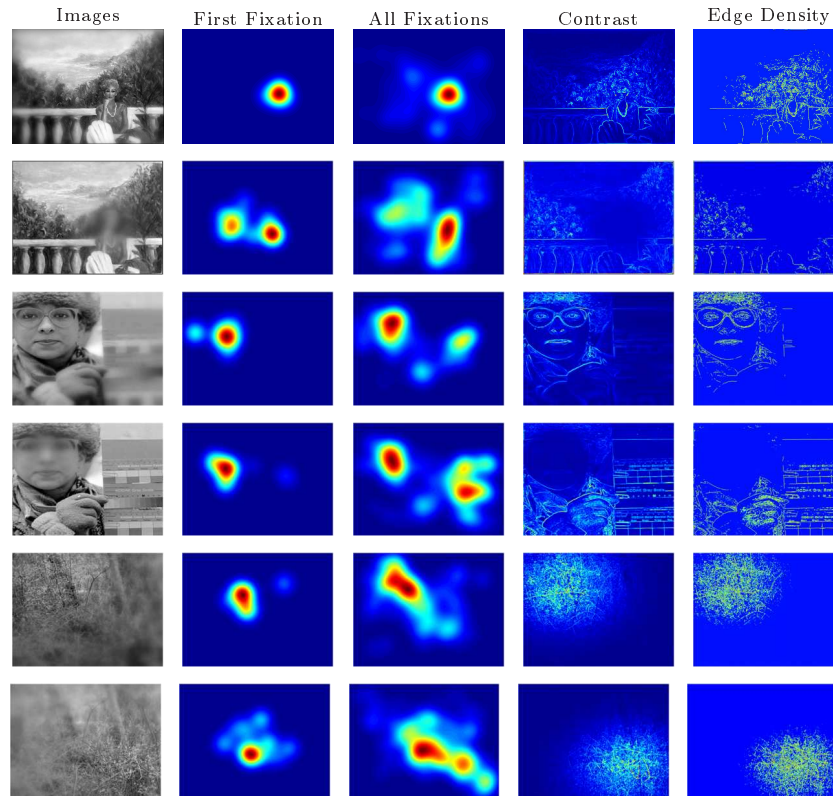 Images
First Fixation
All Fixations
Contrast
Edge Density